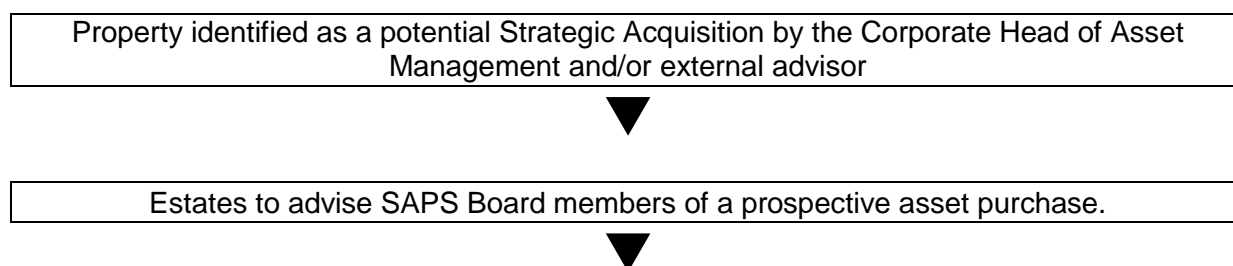 Property identified as a potential Strategic Acquisition by the Corporate Head of Asset
Management and/or external advisor
Estates to advise SAPS Board members of a prospective asset purchase.